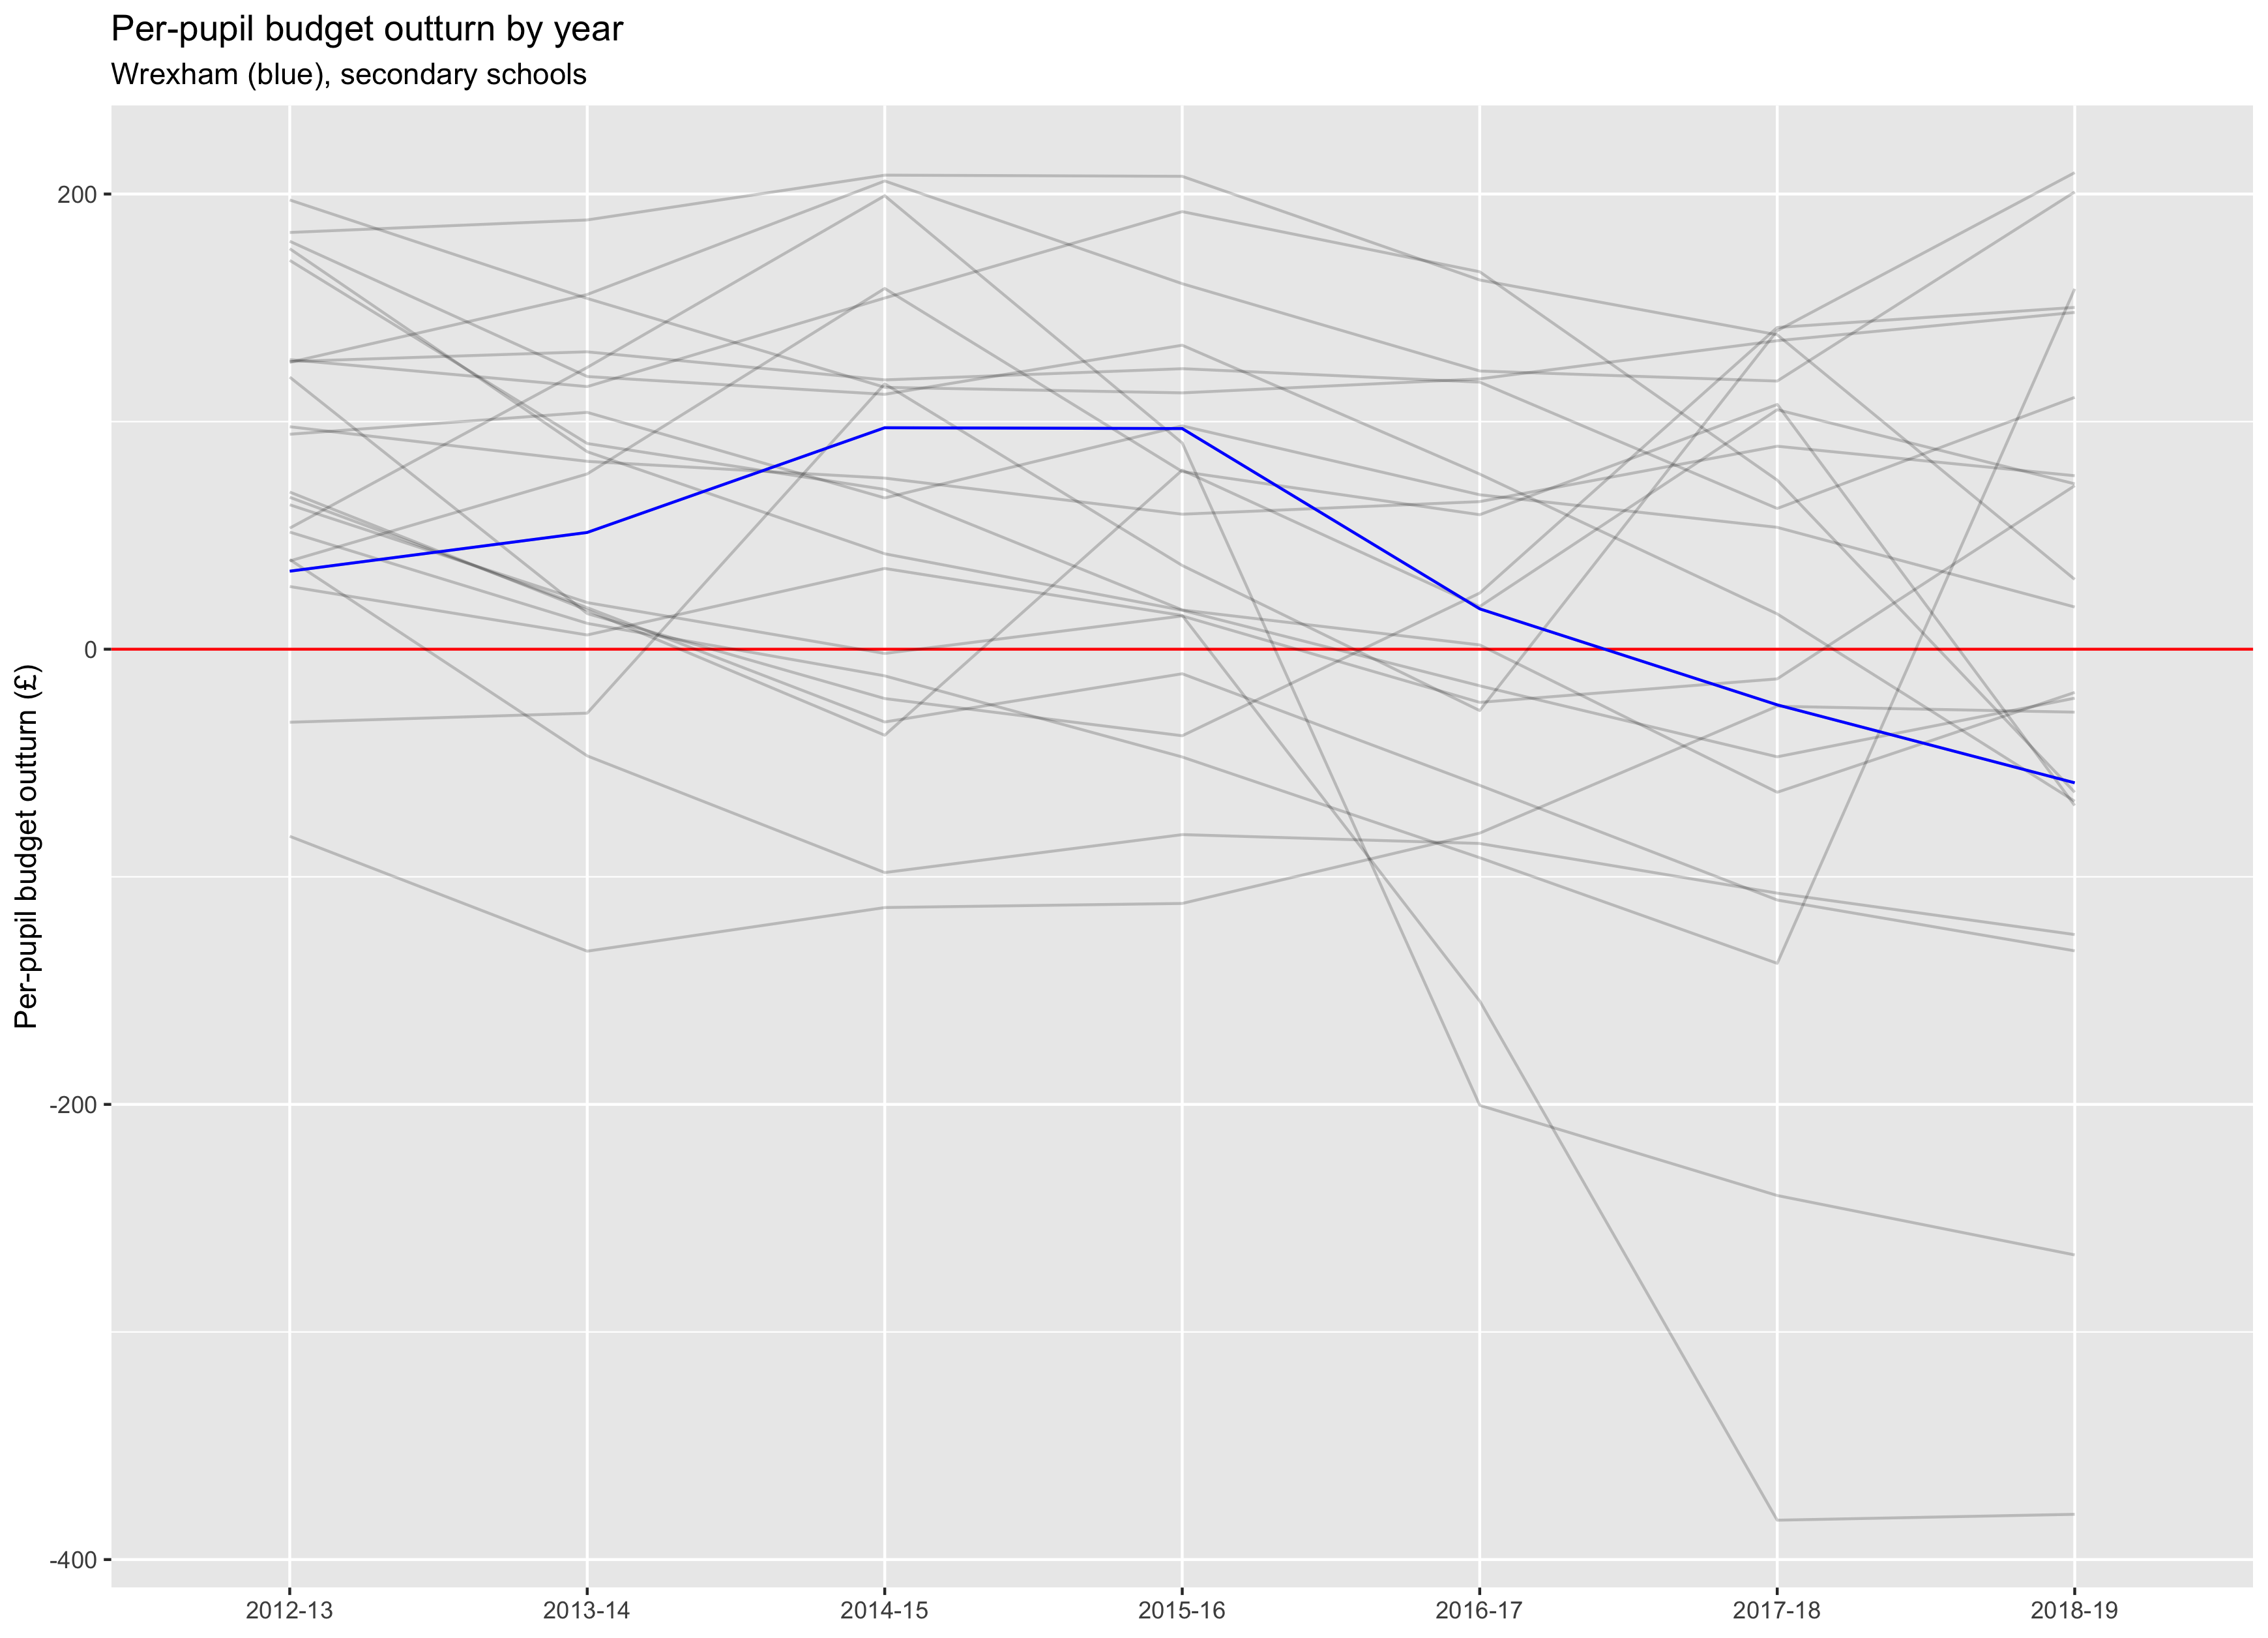 Per-pupil budget outturn by year
Wrexham (blue), secondary schools
Per-pupil budget outturn (£)
200
0
-200
-400
2012-13 2013-14 2014-15 2015-16 2016-17 2017-18 2018-19